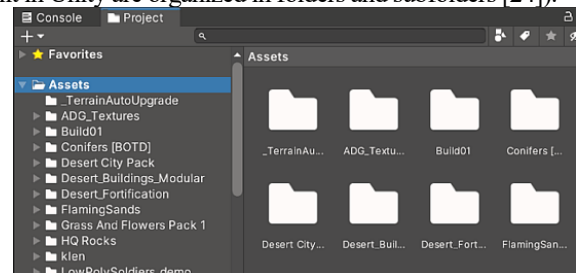 nt in Unity are organized in folders and subfolders [24]).
Console Project
Favorites
Assets
_TerrainAutoUpgrade
ADG_Textures
Build01
Conifers [BOTD]
Desert City Pack
Desert_Buildings_Modular
Desert_Fortification
FlamingSands
Grass And Flowers Pack 1
HQ Rocks
klen
LowPolySoldiers_demo
Assets
_TerrainAu... ADG_Textu... Build01 Conifers [...
Desert City... Desert_Buil... Desert_Fort... FlamingSan...